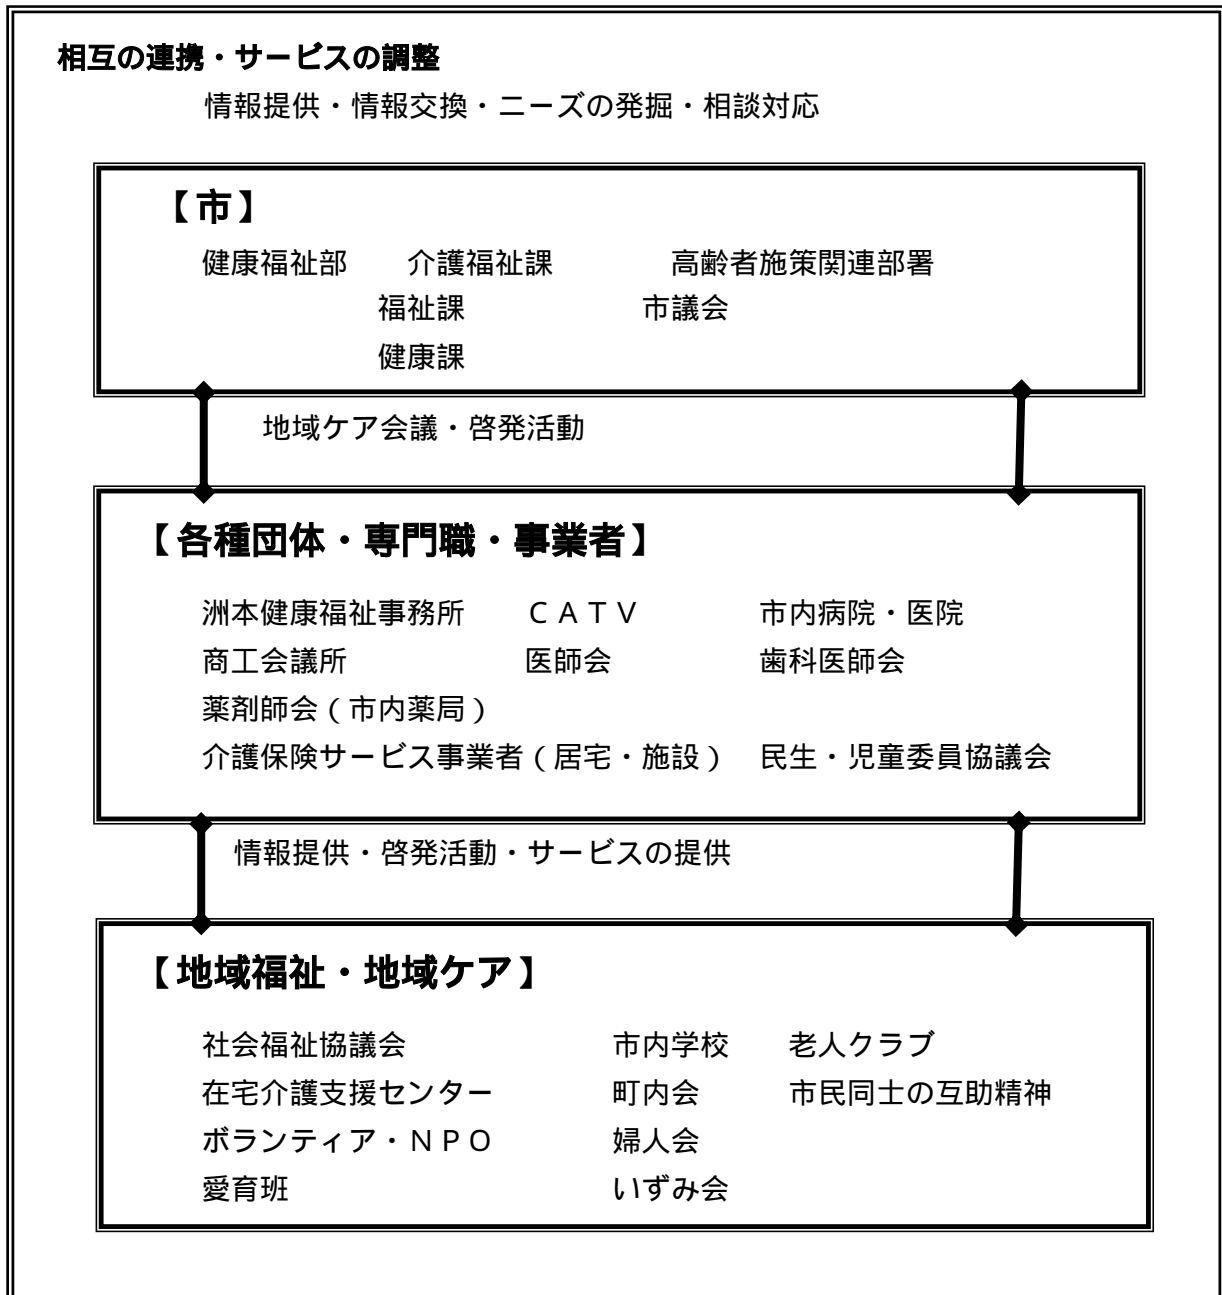 相互の連携・サービスの調整
情報提供・情報交換・ニーズの発掘・相談対応
【市】
健康福祉部 介護福祉課 高齢者施策関連部署
福祉課 市議会
健康課
地域ケア会議・啓発活動
【各種団体・専門職・事業者】
洲本健康福祉事務所 ＣＡＴＶ 市内病院・医院
商工会議所 医師会 歯科医師会
薬剤師会（市内薬局）
介護保険サービス事業者（居宅・施設） 民生・児童委員協議会
情報提供・啓発活動・サービスの提供
【地域福祉・地域ケア】
社会福祉協議会 市内学校 老人クラブ
在宅介護支援センター 町内会 市民同士の互助精神
ボランティア・ＮＰＯ 婦人会
愛育班 いずみ会